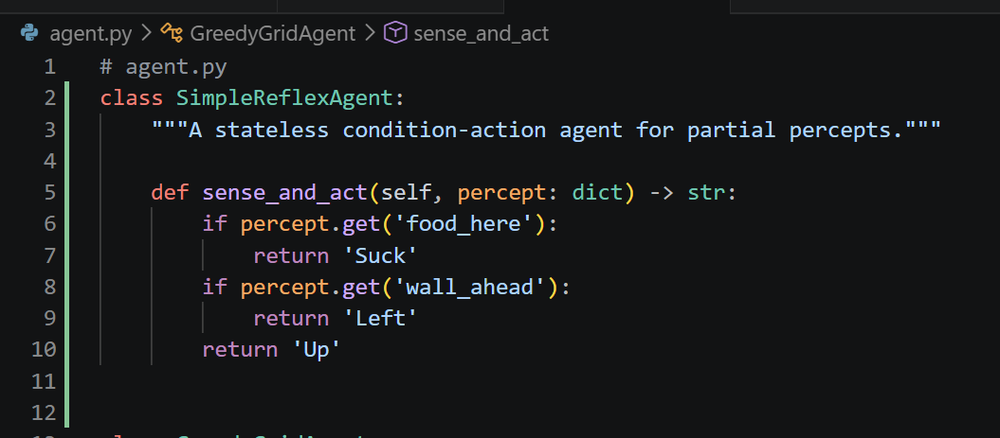 agent.py > GreedyGridAgent > sense_and_act
1 # agent.py
2 class SimpleReflexAgent:
3     """A stateless condition-action agent for partial percepts."""
4
5     def sense_and_act(self, percept: dict) -> str:
6         if percept.get('food_here'):
7             return 'Suck'
8         if percept.get('wall_ahead'):
9             return 'Left'
10         return 'Up'
11
12